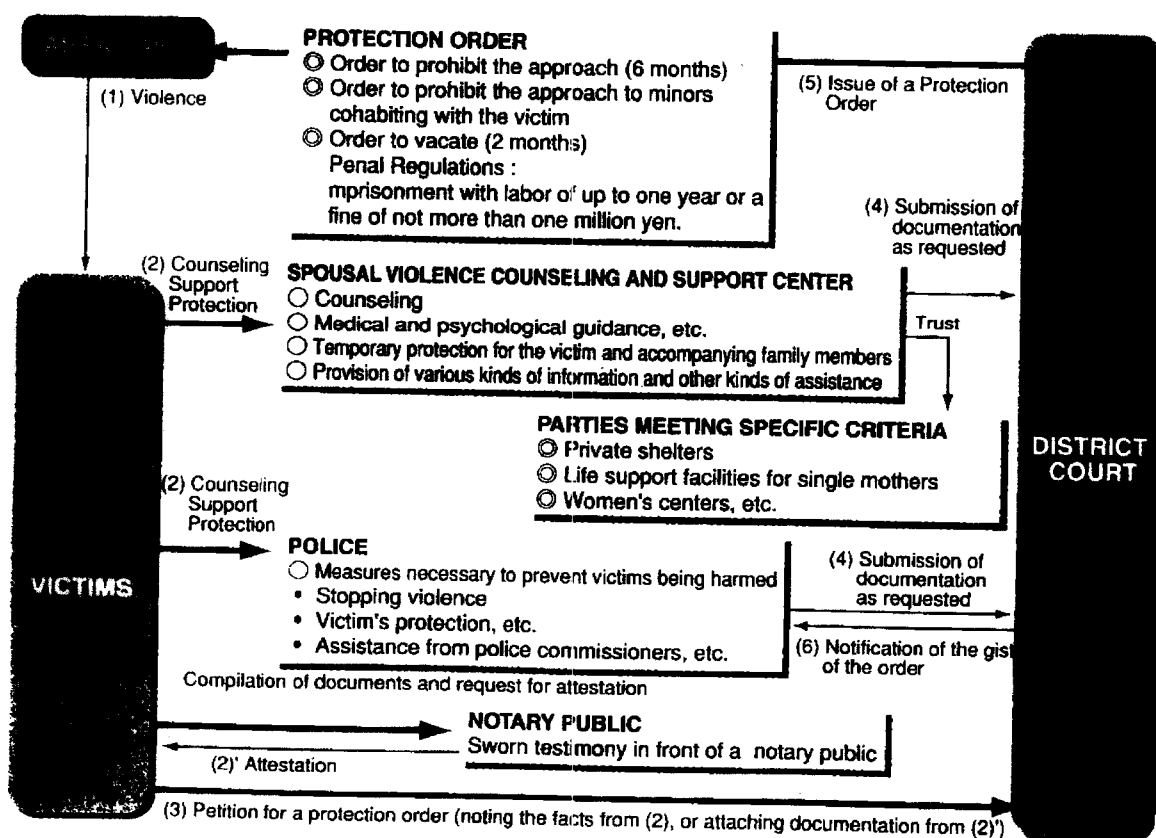 PROTECTION ORDER
◎ Order to prohibit the approach (6 months)
◎ Order to prohibit the approach to minors
cohabiting with the victim
◎ Order to vacate (2 months)
Penal Regulations :
mprisonment with labor of up to one year or a
fine of not more than one million yen.
(1) Violence
(5) Issue of a Protection
Order
(4) Submission of
documentation
as requested
(2) Counseling
Support
Protection
SPOUSAL VIOLENCE COUNSELING AND SUPPORT CENTER
○ Counseling
○ Medical and psychological guidance, etc.
○ Temporary protection for the victim and accompanying family members
○ Provision of various kinds of information and other kinds of assistance
Trust
PARTIES MEETING SPECIFIC CRITERIA
◎ Private shelters
◎ Life support facilities for single mothers
◎ Women's centers, etc.
DISTRICT
COURT
(2) Counseling
Support
Protection
VICTIMS
POLICE
○ Measures necessary to prevent victims being harmed
• Stopping violence
• Victim's protection, etc.
• Assistance from police commissioners, etc.
(4) Submission of
documentation
as requested
(6) Notification of the gist
of the order
Compilation of documents and request for attestation
NOTARY PUBLIC
Sworn testimony in front of a notary public
(2)' Attestation
(3) Petition for a protection order (noting the facts from (2), or attaching documentation from (2)')